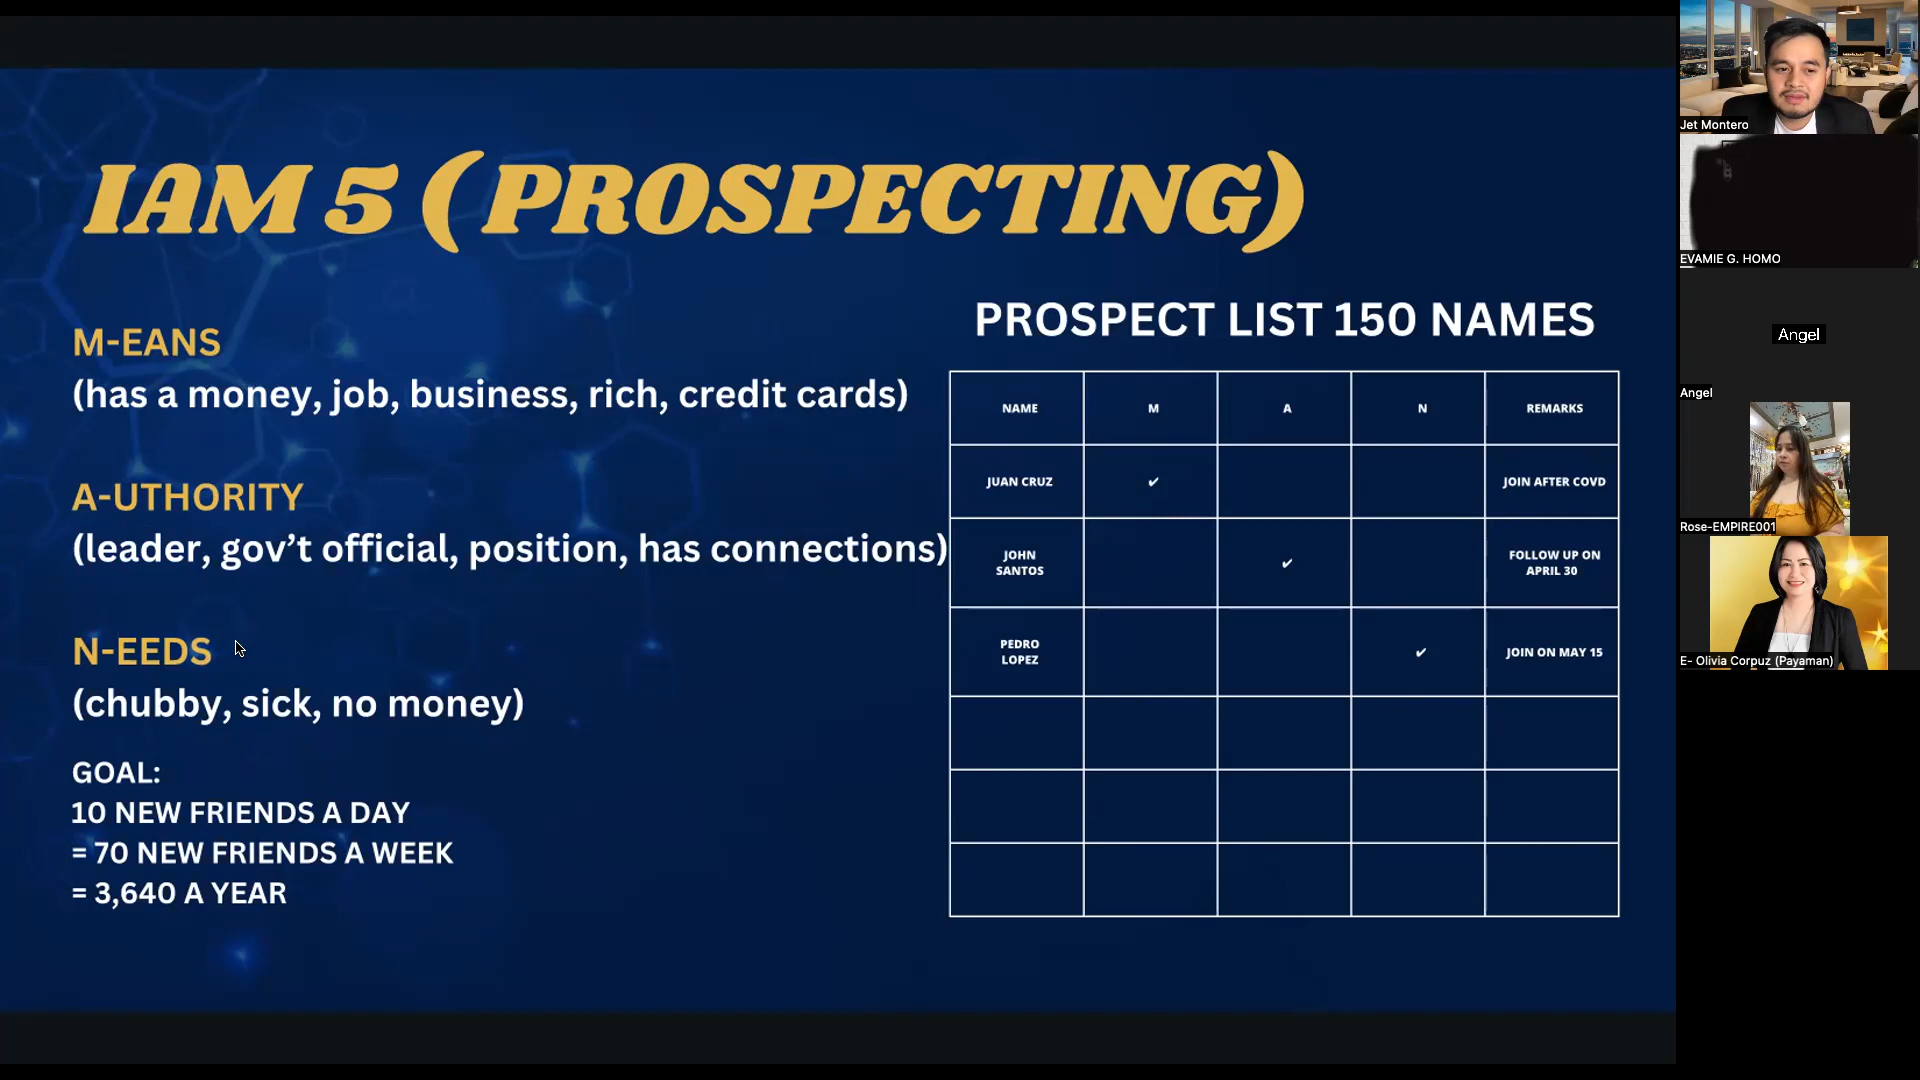 IAM 5 (PROSPECTING)
M-EANS
(has a money, job, business, rich, credit cards)
A-UTHORITY
(leader, gov’t official, position, has connections)
N-EEDS
(chubby, sick, no money)
GOAL:
10 NEW FRIENDS A DAY
= 70 NEW FRIENDS A WEEK
= 3,640 A YEAR
PROSPECT LIST 150 NAMES
NAME M A N REMARKS
JUAN CRUZ ✔ JOIN AFTER COVD
JOHN
SANTOS
✔
FOLLOW UP ON
APRIL 30
PEDRO
LOPEZ
✔
JOIN ON MAY 15
Jet Montero
EVAMIE G. HOMO
Angel
Angel
Rose-EMPIRE001
E- Olivia Corpuz (Payaman)